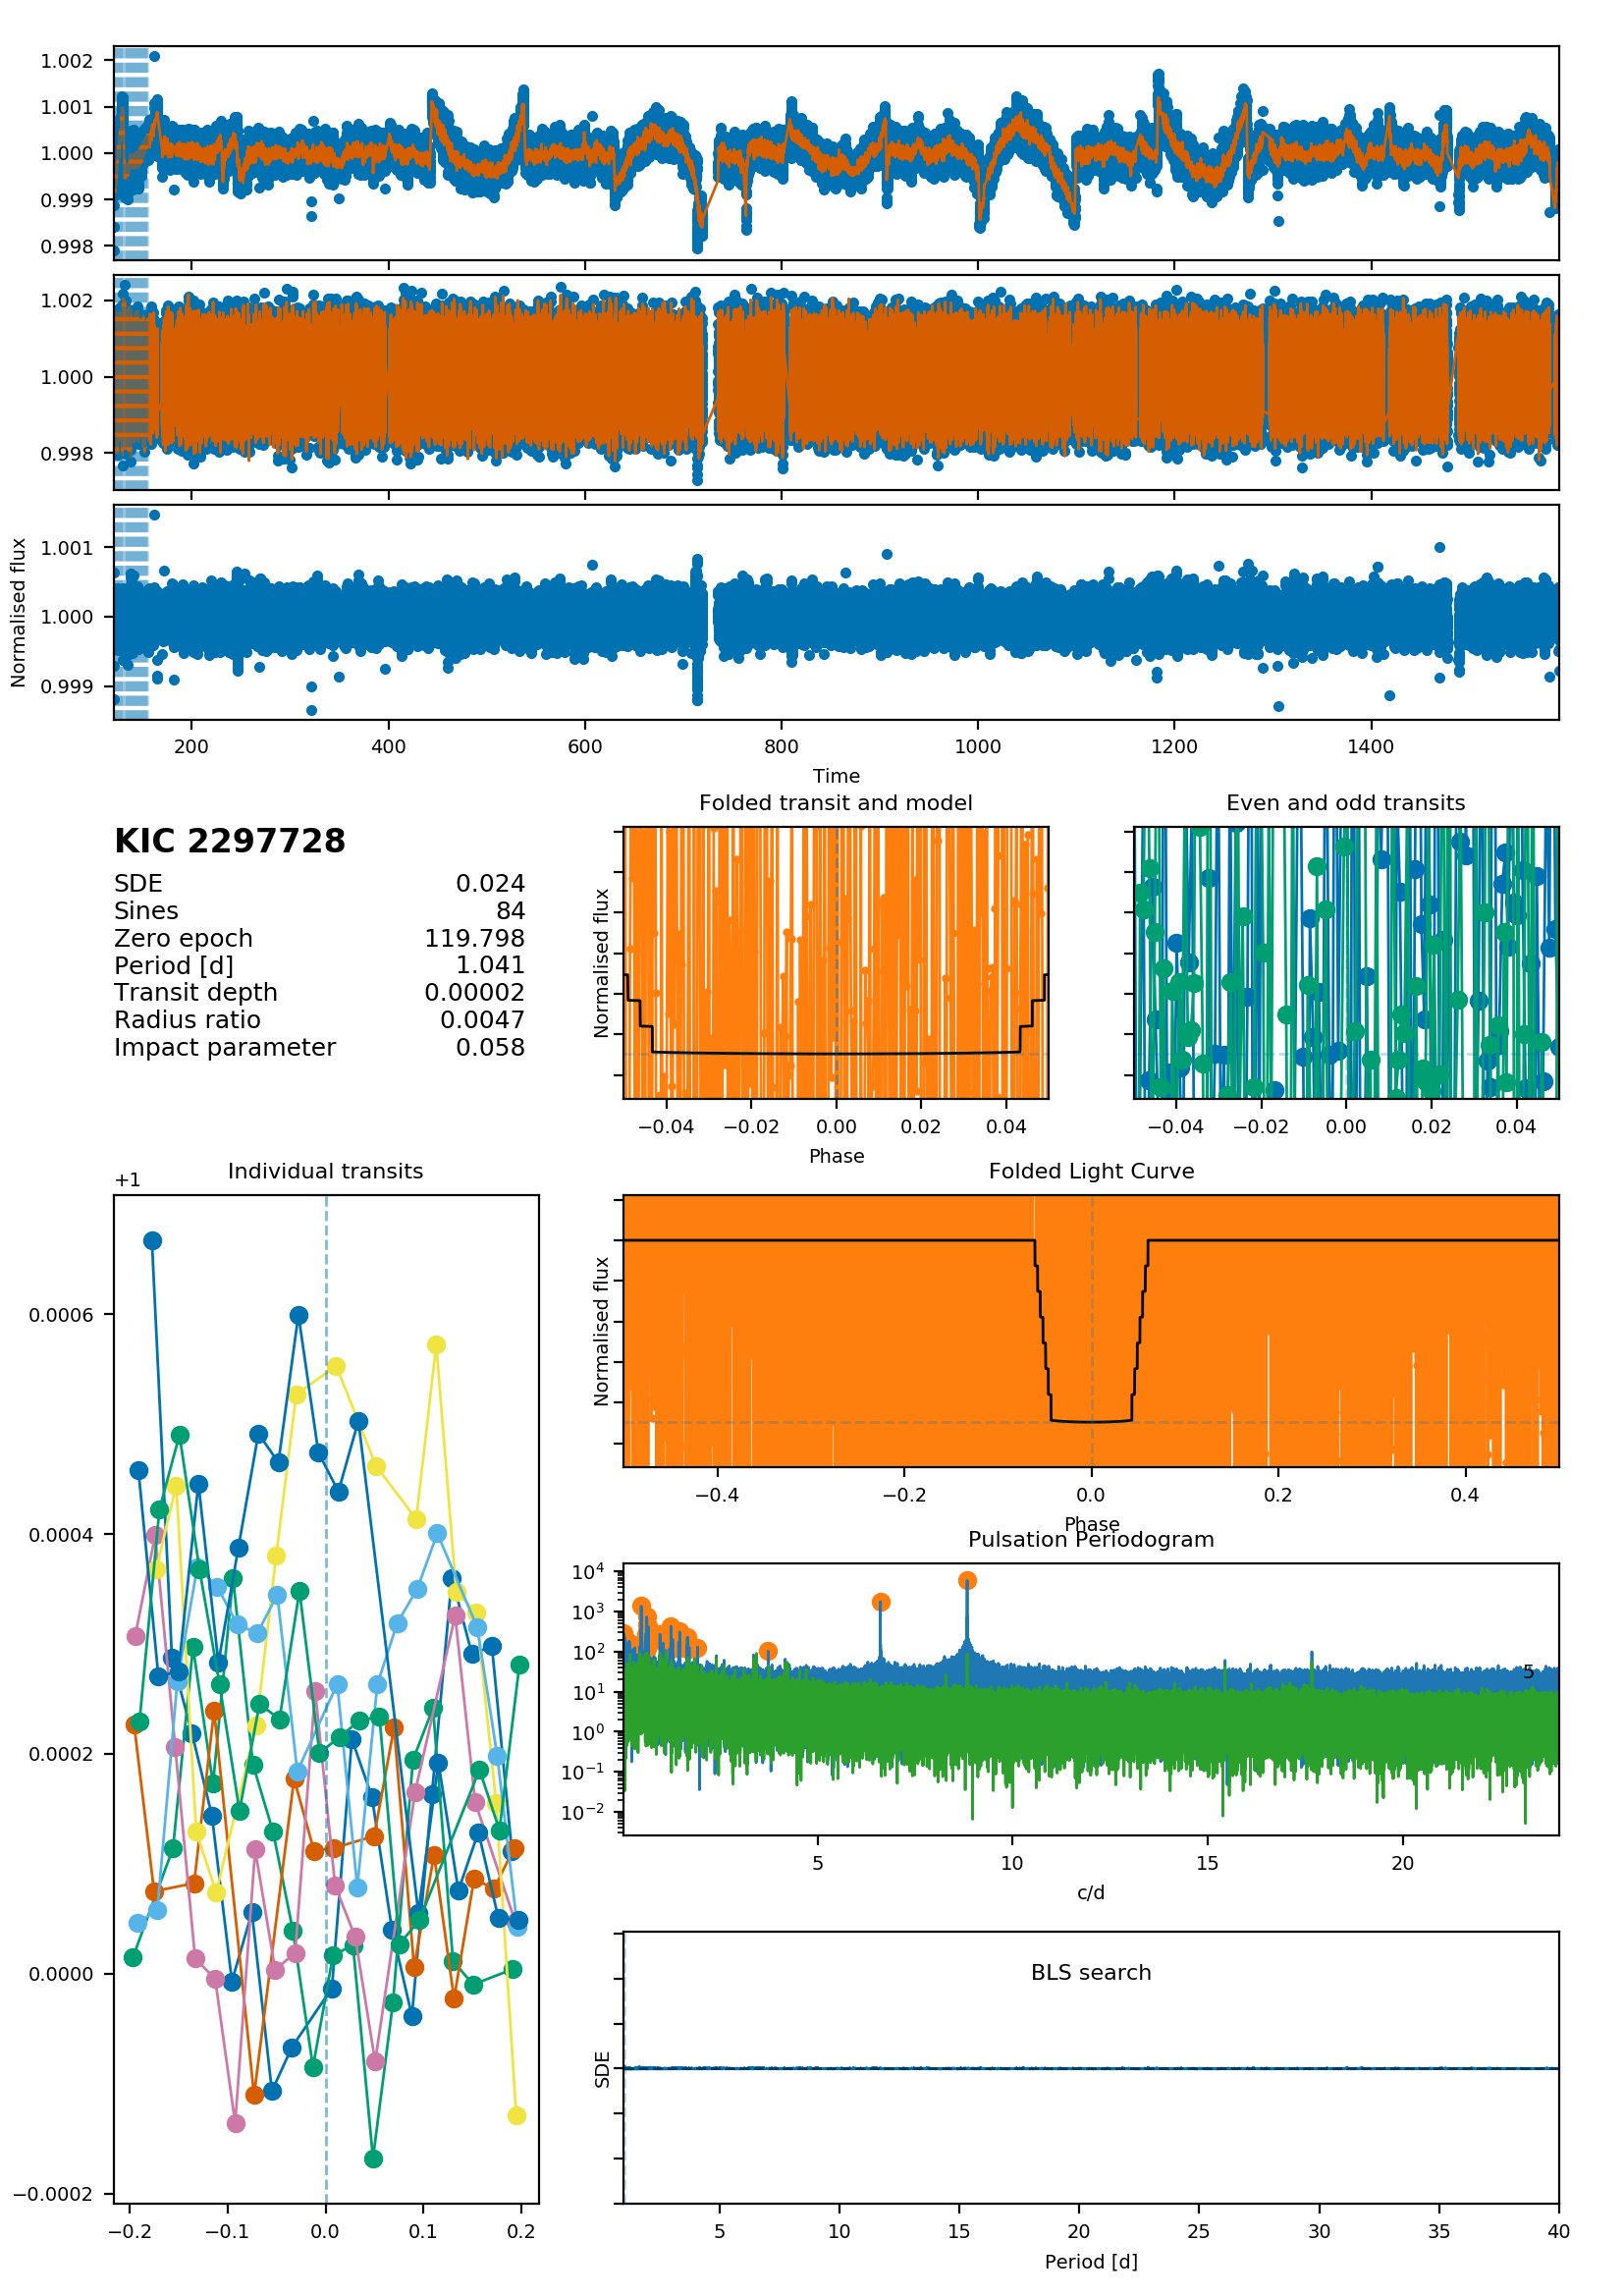 1.002
1.001
1.000
0.999
0.998
1.002
1.000
0.998
Normalised flux
1.001
1.000
0.999
200 400 600 800 1000 1200 1400
Time
KIC 2297728
SDE 0.024
Sines 84
Zero epoch 119.798
Period [d] 1.041
Transit depth 0.00002
Radius ratio 0.0047
Impact parameter 0.058
Folded transit and model
Normalised flux
−0.04 −0.02 0.00 0.02 0.04
Phase
Even and odd transits
−0.04 −0.02 0.00 0.02 0.04
Individual transits
+1
0.0006
0.0004
0.0002
0.0000
−0.0002
−0.2 −0.1 0.0 0.1 0.2
Folded Light Curve
Normalised flux
−0.4 −0.2 0.0 0.2 0.4
Phase
Pulsation Periodogram
10⁴
10³
10²
10¹
10⁰
10⁻¹
10⁻²
5
5 10 15 20
c/d
BLS search
SDE
5 10 15 20 25 30 35 40
Period [d]